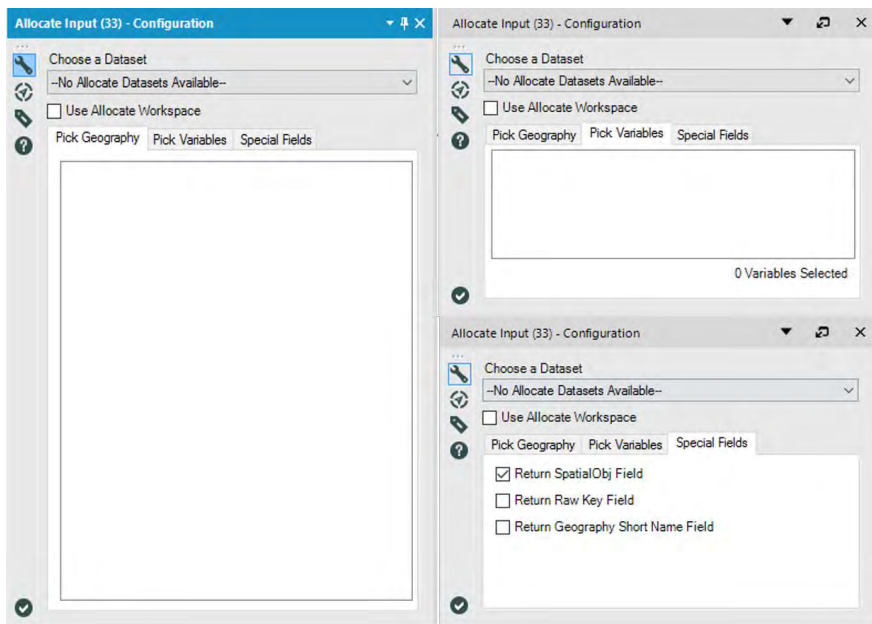 Allocate Input (33) - Configuration
Choose a Dataset
--No Allocate Datasets Available--
Use Allocate Workspace
Pick Geography Pick Variables Special Fields
Allocate Input (33) - Configuration
Choose a Dataset
--No Allocate Datasets Available--
Use Allocate Workspace
Pick Geography Pick Variables Special Fields
0 Variables Selected
Allocate Input (33) - Configuration
Choose a Dataset
--No Allocate Datasets Available--
Use Allocate Workspace
Pick Geography Pick Variables Special Fields
Return SpatialObj Field
Return Raw Key Field
Return Geography Short Name Field